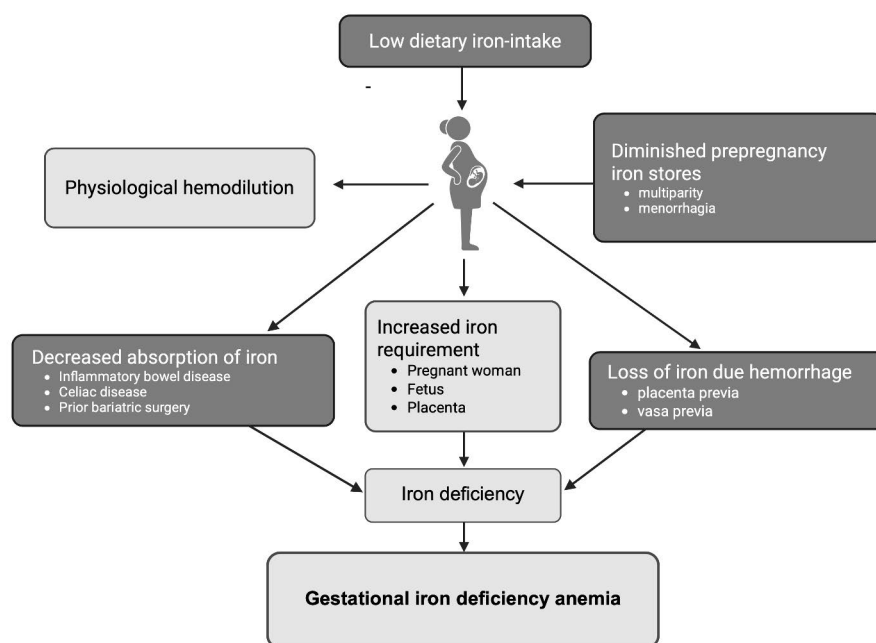 Low dietary iron-intake
-
Diminished prepregnancy
iron stores
• multiparity
• menorrhagia
Physiological hemodilution
Decreased absorption of iron
• Inflammatory bowel disease
• Celiac disease
• Prior bariatric surgery
Increased iron
requirement
• Pregnant woman
• Fetus
• Placenta
Loss of iron due hemorrhage
• placenta previa
• vasa previa
Iron deficiency
Gestational iron deficiency anemia